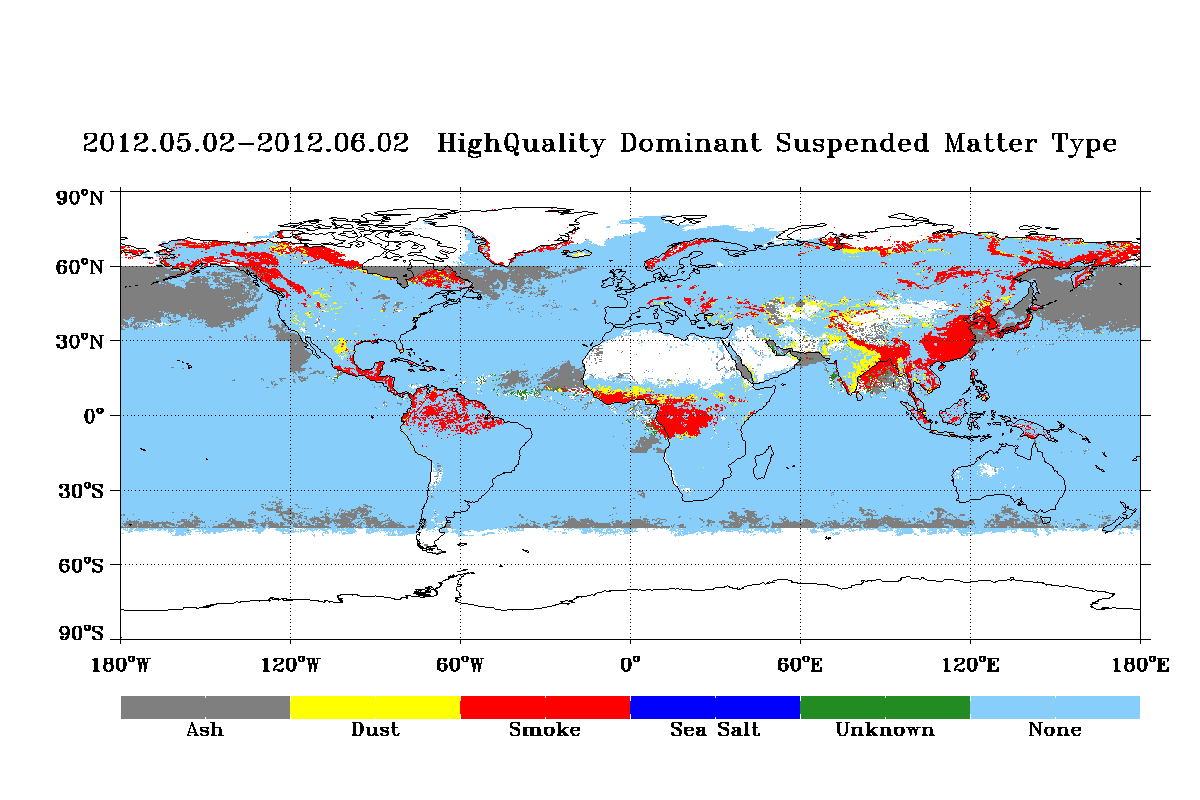 2012.05.02-2012.06.02 HighQuality Dominant Suspended Matter Type
90°N
60°N
30°N
0°
30°S
60°S
90°S
180°W 120°W 60°W 0° 60°E 120°E 180°E
Ash Dust Smoke Sea Salt Unknown None